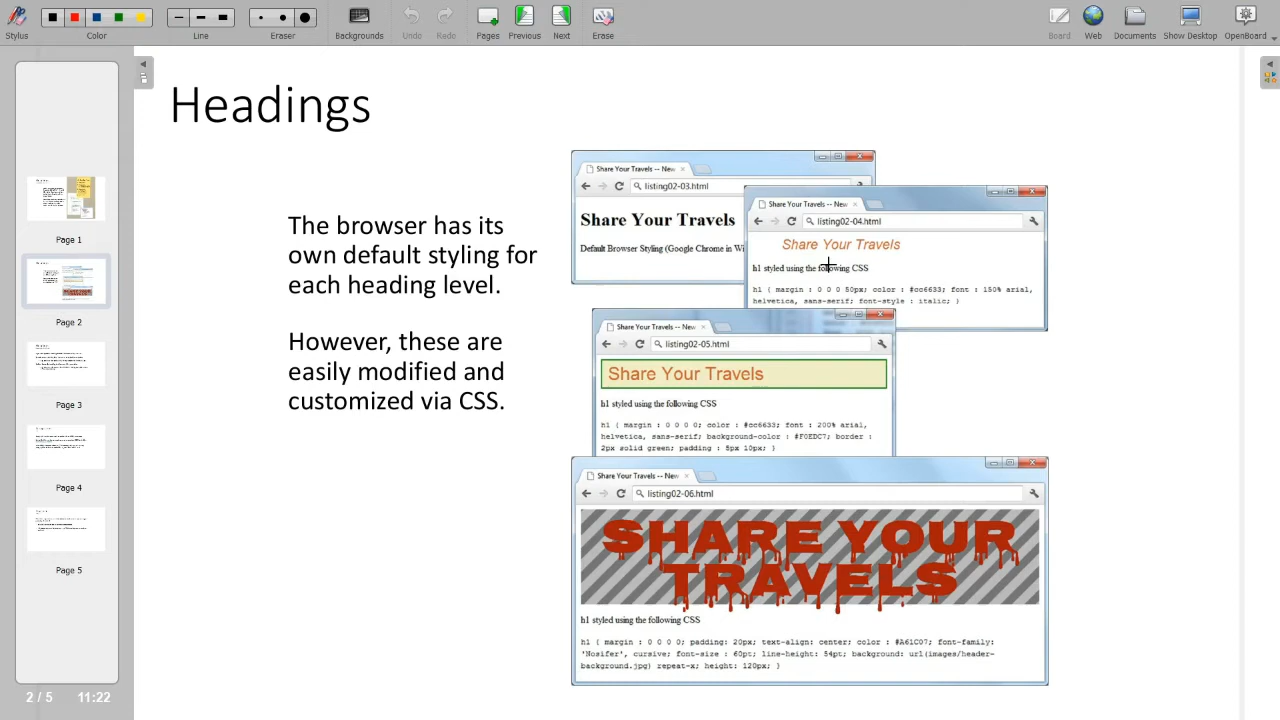 Stylus
Color
Line
Eraser
Backgrounds
Undo
Redo
Pages
Previous
Next
Erase
Board
Web
Documents
Show Desktop
OpenBoard
Page 1
Page 2
Page 3
Page 4
Page 5
2 / 5
11:22
Headings
The browser has its
own default styling for
each heading level.
However, these are
easily modified and
customized via CSS.
Share Your Travels -- New
listing02-03.html
Share Your Travels
Default Browser Styling (Google Chrome in Wi
Share Your Travels -- New
listing02-04.html
Share Your Travels
h1 styled using the following CSS
h1 { margin : 0 0 0 50px; color : #cc6633; font : 150% arial,
helvetica, sans-serif; font-style : italic; }
Share Your Travels -- New
listing02-05.html
Share Your Travels
h1 styled using the following CSS
h1 { margin : 0 0 0 0; color : #cc6633; font : 200% arial,
helvetica, sans-serif; background-color : #F0EDC7; border :
2px solid green; padding : 5px 10px; }
Share Your Travels -- New
listing02-06.html
SHARE YOUR
TRAVELS
h1 styled using the following CSS
h1 { margin : 0 0 0 0; padding: 20px; text-align: center; color : #A61C07; font-family:
'Nosifer', cursive; font-size : 60pt; line-height: 54pt; background: url(images/header-
background.jpg) repeat-x; height: 120px; }